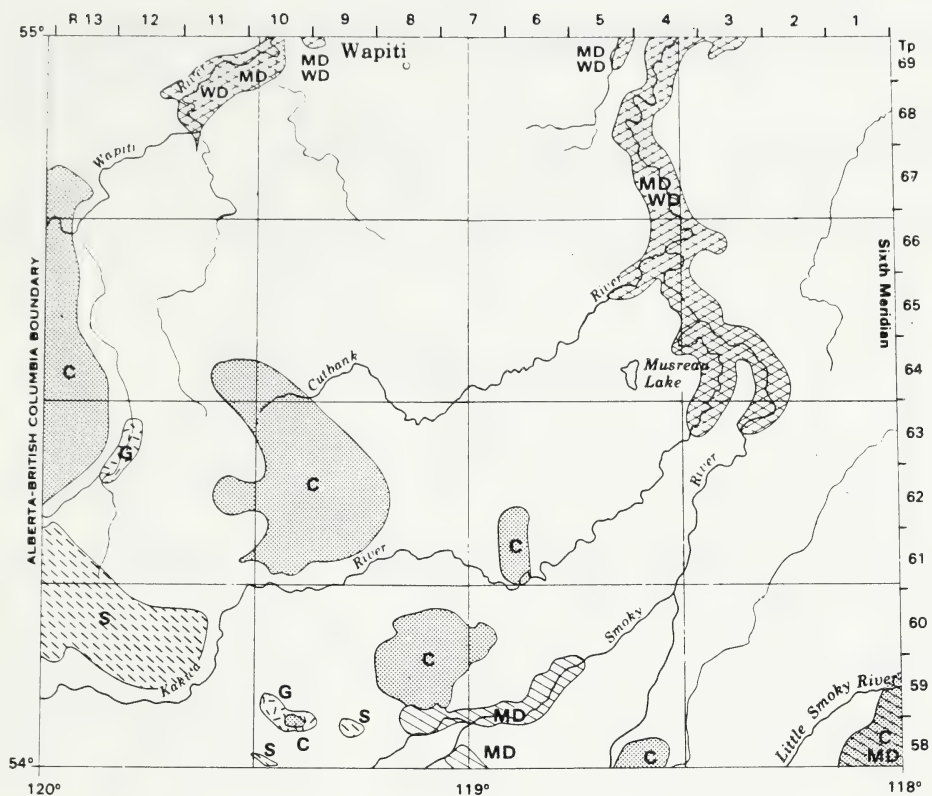 R 13 12 11 10 9 8 7 6 5 4 3 2 1
55°
Tp
Wapiti
MD
WD
MD
WD
69
River
MD
WD
68
Wapiti
67
MD
WD
66
Sixth Meridian
ALBERTA-BRITISH COLUMBIA BOUNDARY
River
65
C
Cutbank
Musreau
Lake
64
G
63
C
River
62
C
River
61
S
60
C
Smoky
Kakwa
59
G
S
MD
Little Smoky River
C
S
C
MD
58
MD
C
54°
120°
119°
118°